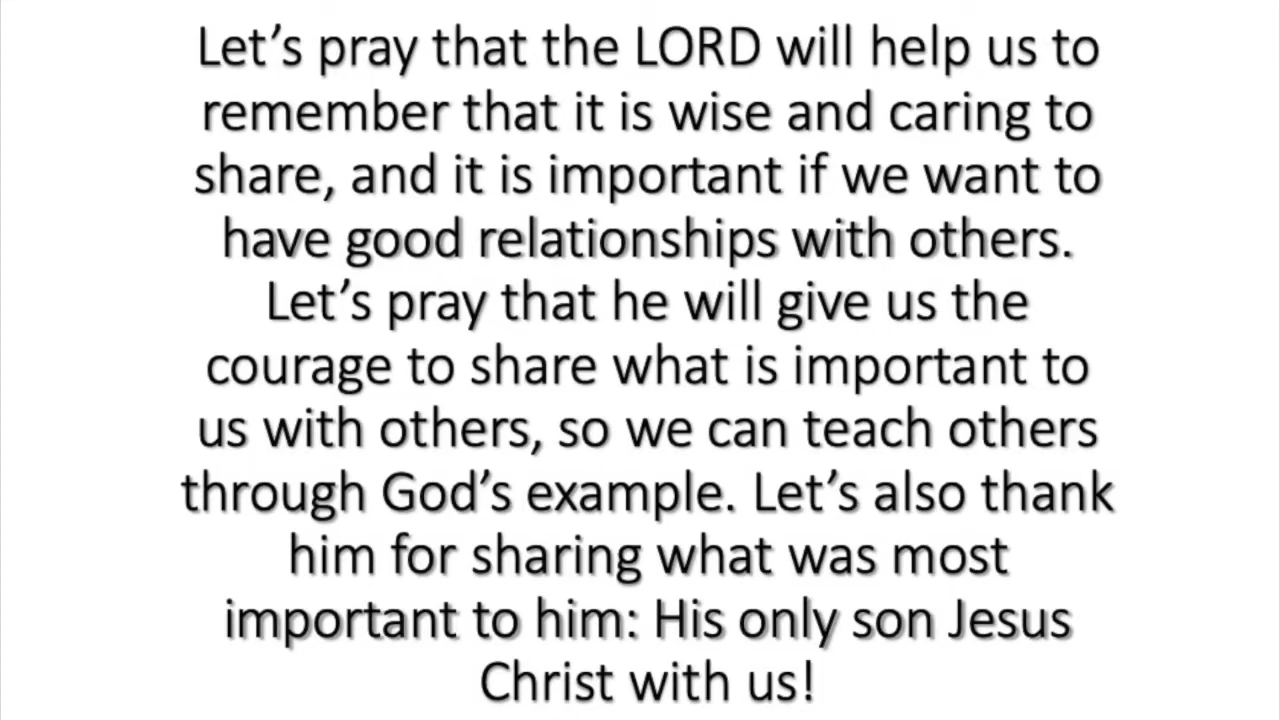 Let’s pray that the LORD will help us to
remember that it is wise and caring to
share, and it is important if we want to
have good relationships with others.
Let’s pray that he will give us the
courage to share what is important to
us with others, so we can teach others
through God’s example. Let’s also thank
him for sharing what was most
important to him: His only son Jesus
Christ with us!